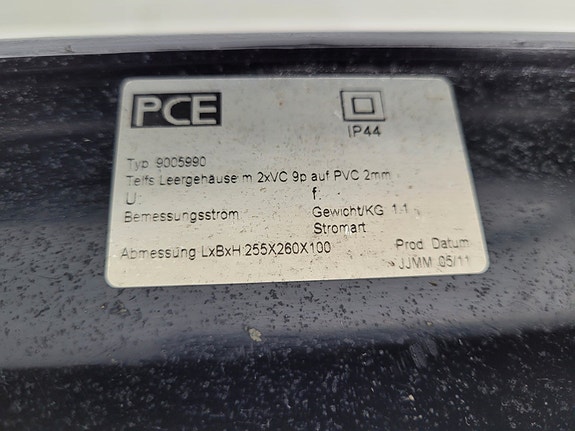 PCE
IP44
Typ 9005990
Telfs Leergehäuse m 2xVC 9p auf PVC 2mm
U: f:
Bemessungsstrom Gewicht/KG 1.1
Stromart
Abmessung LxBxH 255X260X100 Prod. Datum
JJMM 05/11